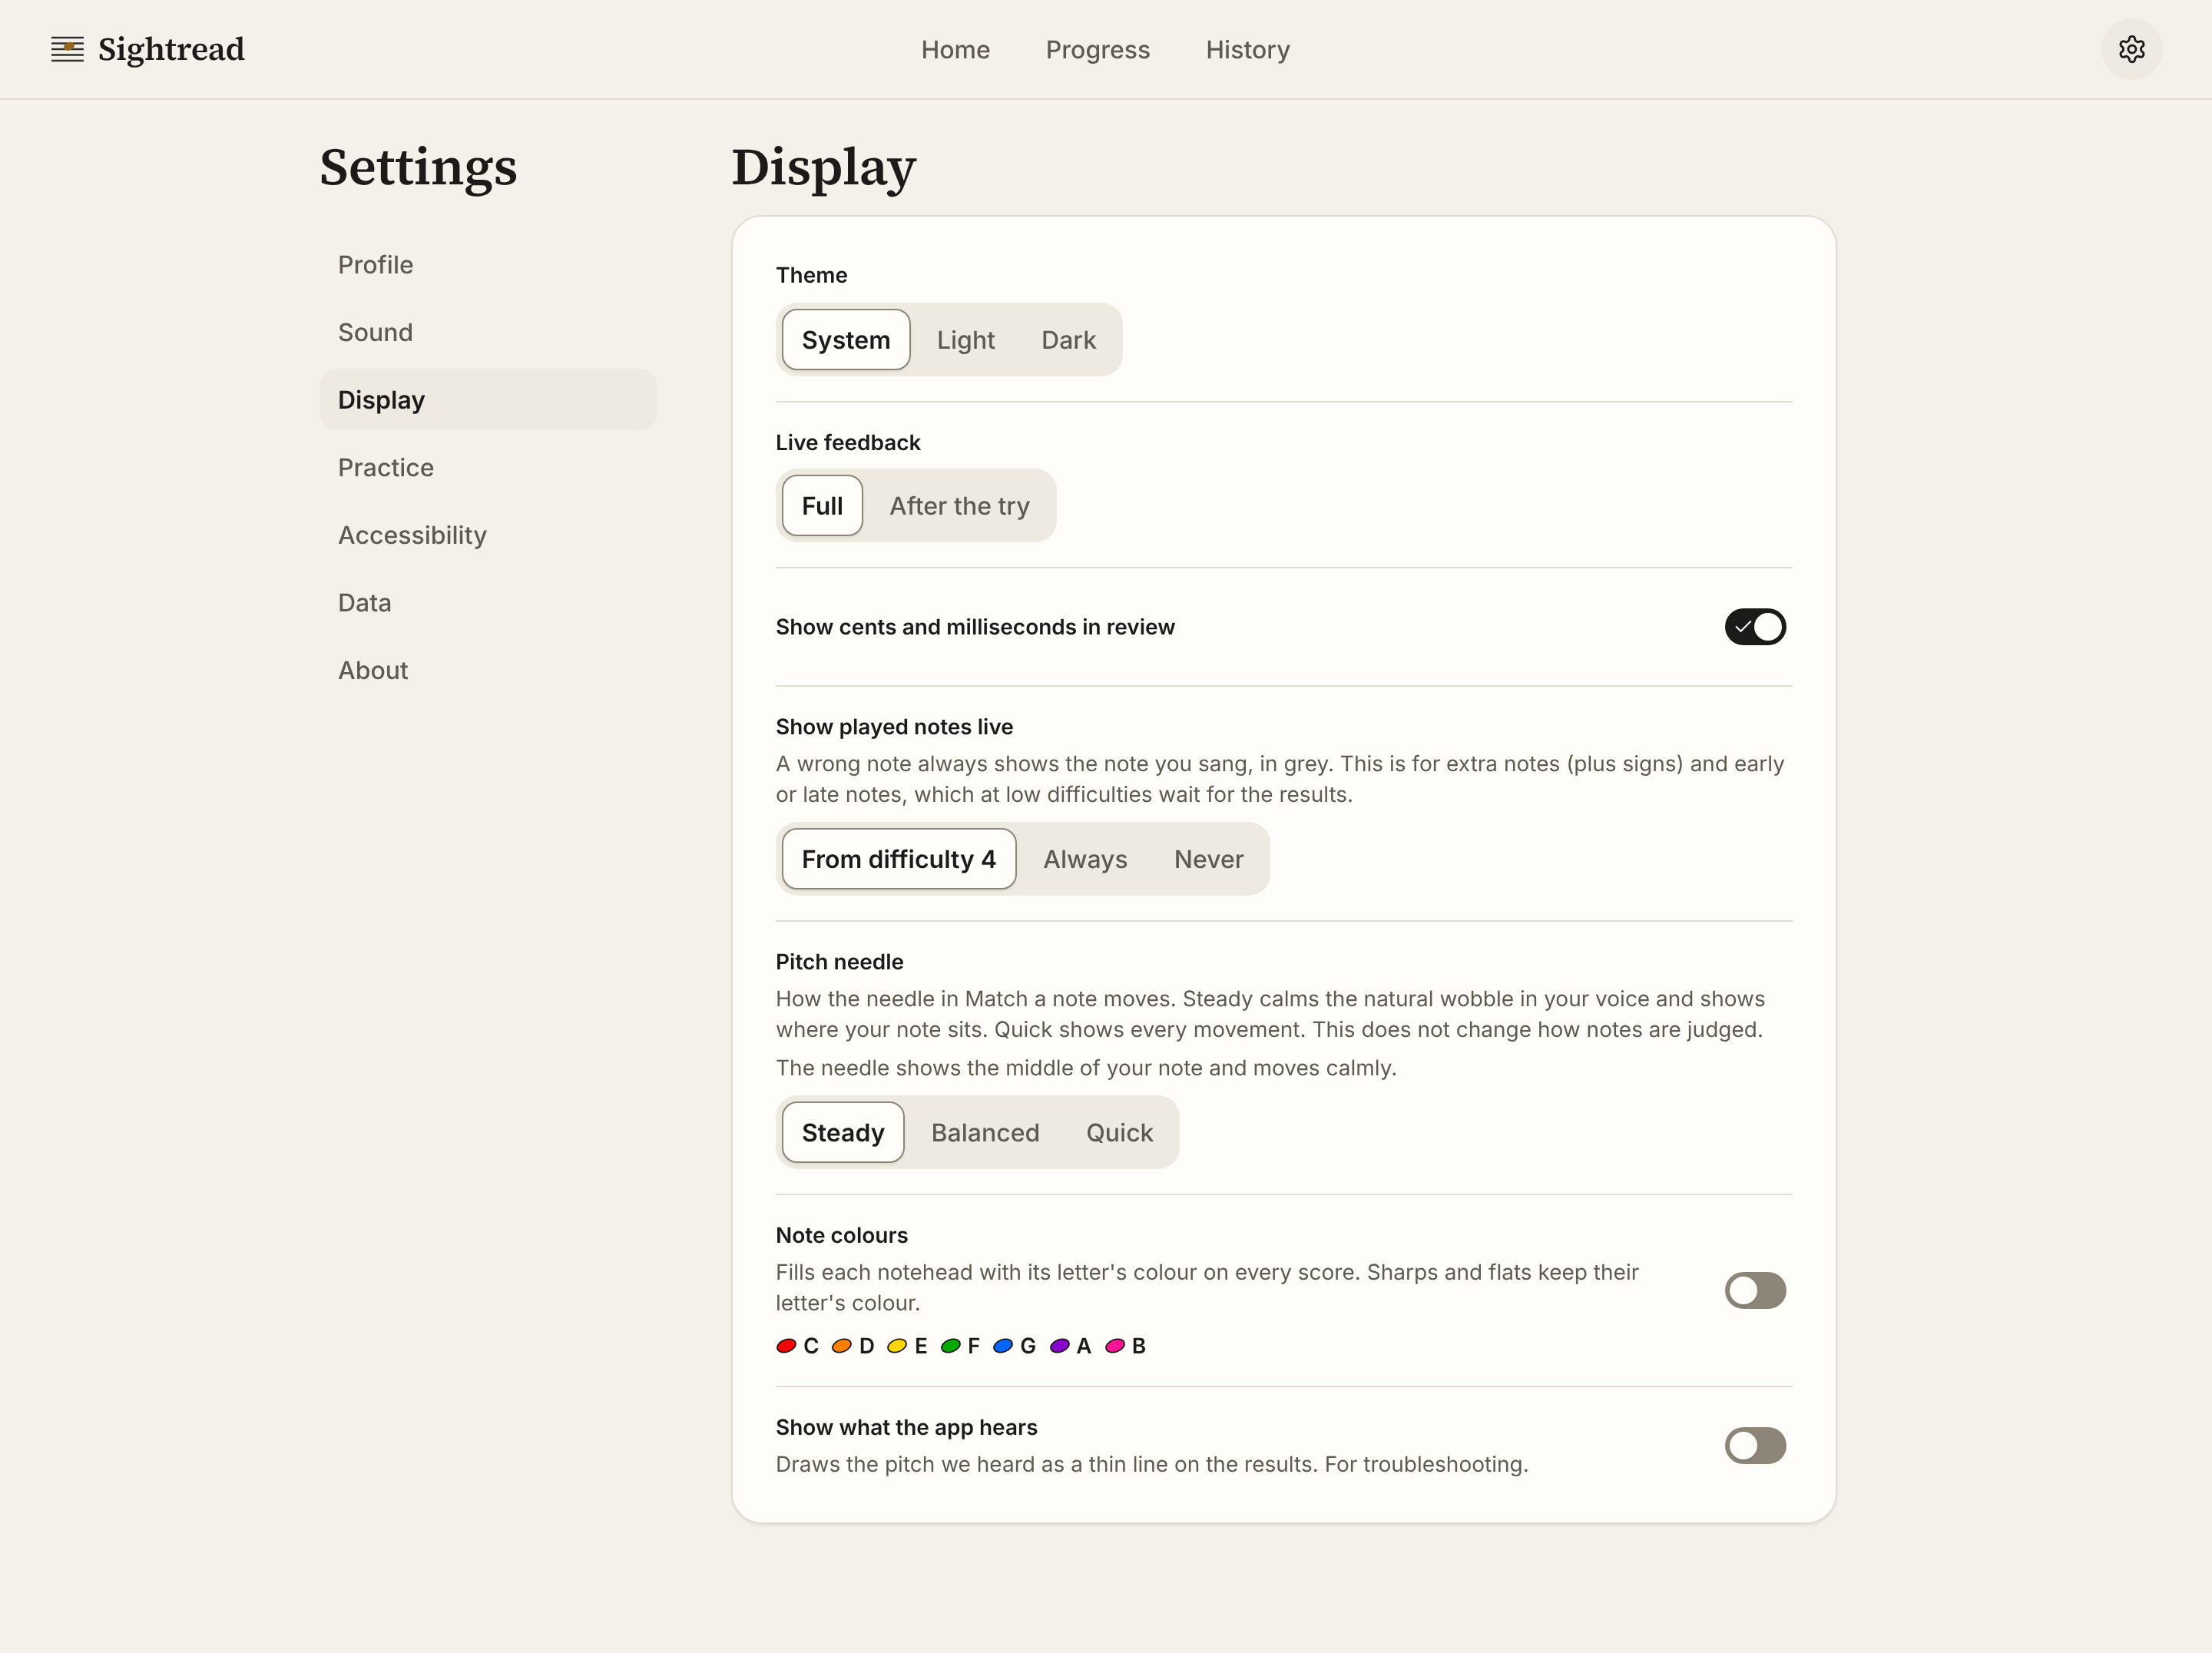 Sightread
Home
Progress
History
Settings
Profile
Sound
Display
Practice
Accessibility
Data
About
Display
Theme
System
Light
Dark
Live feedback
Full
After the try
Show cents and milliseconds in review
Show played notes live
A wrong note always shows the note you sang, in grey. This is for extra notes (plus signs) and early
or late notes, which at low difficulties wait for the results.
From difficulty 4
Always
Never
Pitch needle
How the needle in Match a note moves. Steady calms the natural wobble in your voice and shows
where your note sits. Quick shows every movement. This does not change how notes are judged.
The needle shows the middle of your note and moves calmly.
Steady
Balanced
Quick
Note colours
Fills each notehead with its letter's colour on every score. Sharps and flats keep their
letter's colour.
C D E F G A B
Show what the app hears
Draws the pitch we heard as a thin line on the results. For troubleshooting.